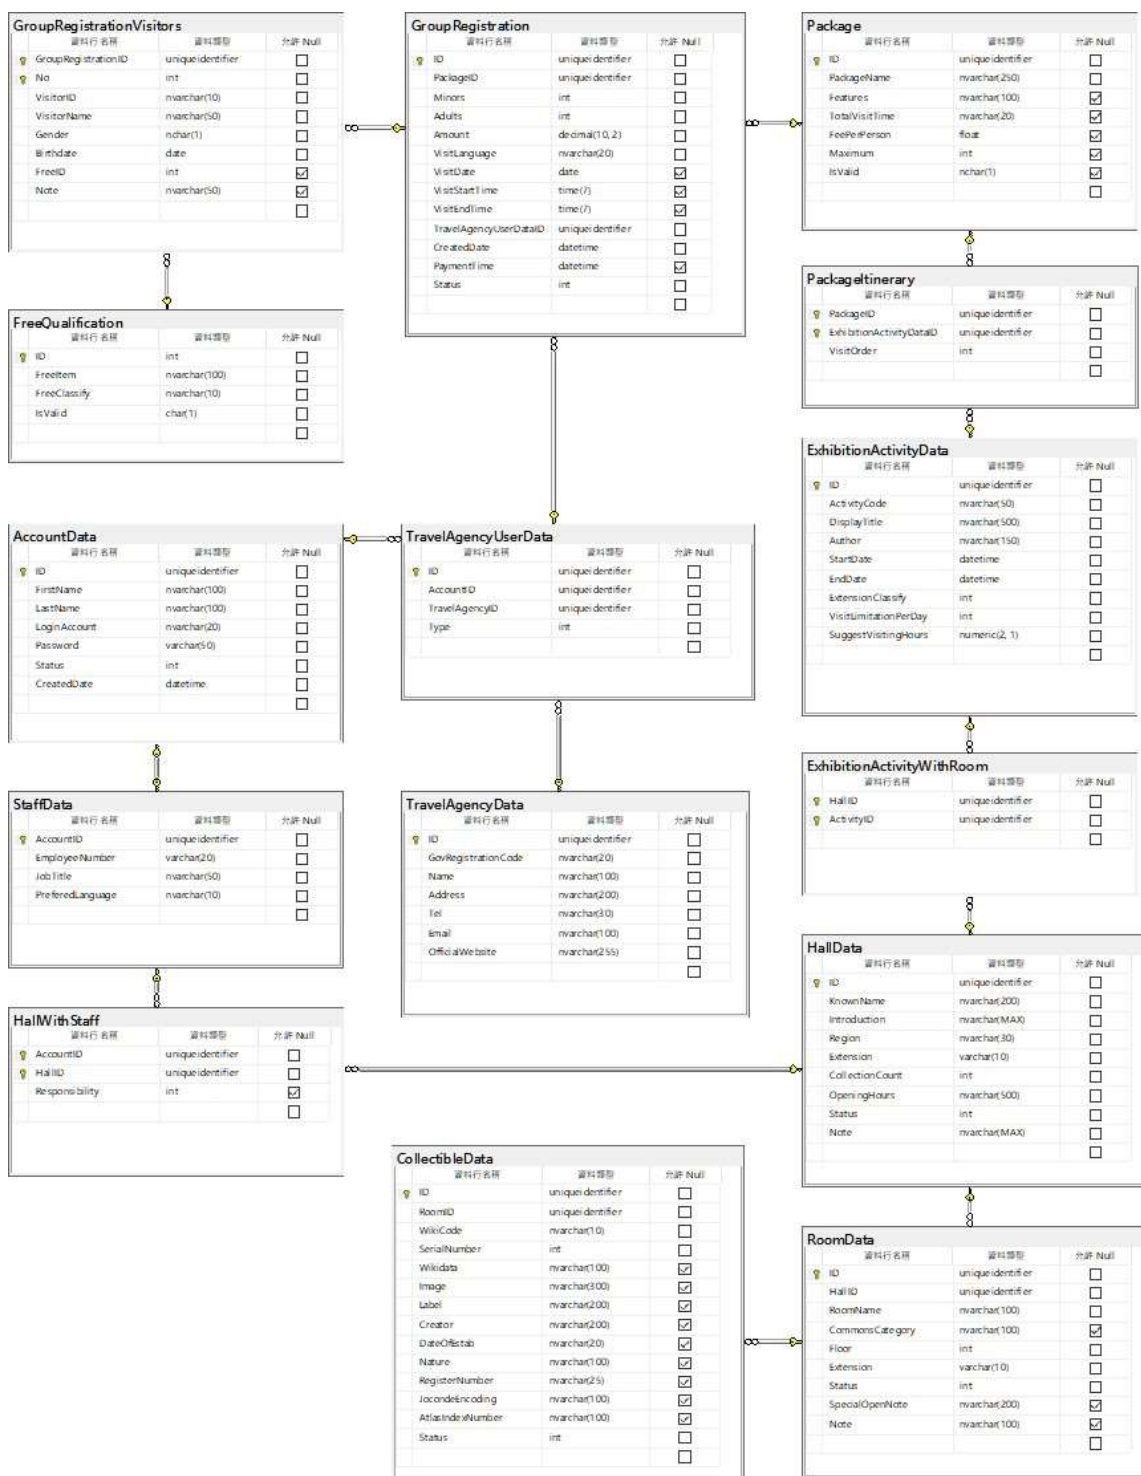 GroupRegistrationVisitors
資料行名稱 資料類型 允許 Null
GroupRegistrationID uniqueidentifier
No int
VisitorID nvarchar(10)
VisitorName nvarchar(50)
Gender nchar(1)
Birthdate date
FreeID int
Note nvarchar(50)
GroupRegistration
資料行名稱 資料類型 允許 Null
ID uniqueidentifier
PackageID uniqueidentifier
Minors int
Adults int
Amount decimal(10, 2)
VisitLanguage nvarchar(20)
VisitDate date
VisitStartTime time(7)
VisitEndTime time(7)
TravelAgencyUserDataID uniqueidentifier
CreatedDate datetime
PaymentTime datetime
Status int
Package
資料行名稱 資料類型 允許 Null
ID uniqueidentifier
PackageName nvarchar(250)
Features nvarchar(100)
TotalVisitTime nvarchar(20)
FeePerPerson float
Maximum int
IsValid nchar(1)
PackageItinerary
資料行名稱 資料類型 允許 Null
PackageID uniqueidentifier
ExhibitionActivityDataID uniqueidentifier
VisitOrder int
FreeQualification
資料行名稱 資料類型 允許 Null
ID int
FreeItem nvarchar(100)
FreeClassify nvarchar(10)
IsValid char(1)
ExhibitionActivityData
資料行名稱 資料類型 允許 Null
ID uniqueidentifier
ActivityCode nvarchar(50)
DisplayTitle nvarchar(500)
Author nvarchar(150)
StartDate datetime
EndDate datetime
ExtensionClassify int
VisitLimitationPerDay int
SuggestVisitingHours numeric(2, 1)
AccountData
資料行名稱 資料類型 允許 Null
ID uniqueidentifier
FirstName nvarchar(100)
LastName nvarchar(100)
LoginAccount nvarchar(20)
Password varchar(50)
Status int
CreatedDate datetime
TravelAgencyUserData
資料行名稱 資料類型 允許 Null
ID uniqueidentifier
AccountID uniqueidentifier
TravelAgencyID uniqueidentifier
Type int
ExhibitionActivityWithRoom
資料行名稱 資料類型 允許 Null
HallID uniqueidentifier
ActivityID uniqueidentifier
StaffData
資料行名稱 資料類型 允許 Null
AccountID uniqueidentifier
EmployeeNumber varchar(20)
JobTitle nvarchar(50)
PreferedLanguage nvarchar(10)
TravelAgencyData
資料行名稱 資料類型 允許 Null
ID uniqueidentifier
GovRegistrationCode nvarchar(20)
Name nvarchar(100)
Address nvarchar(200)
Tel nvarchar(30)
Email nvarchar(100)
OfficialWebsite nvarchar(255)
HallData
資料行名稱 資料類型 允許 Null
ID uniqueidentifier
KnownName nvarchar(200)
Introduction nvarchar(MAX)
Region nvarchar(30)
Extension varchar(10)
CollectionCount int
OpeningHours nvarchar(500)
Status int
Note nvarchar(MAX)
HallWithStaff
資料行名稱 資料類型 允許 Null
AccountID uniqueidentifier
HallID uniqueidentifier
Responsibility int
CollectibleData
資料行名稱 資料類型 允許 Null
ID uniqueidentifier
RoomID uniqueidentifier
WikiCode nvarchar(10)
SerialNumber int
Wikidata nvarchar(100)
Image nvarchar(300)
Label nvarchar(200)
Creator nvarchar(200)
DateOfEstab nvarchar(20)
Nature nvarchar(100)
RegisterNumber nvarchar(25)
JocondeEncoding nvarchar(100)
AtlasIndexNumber nvarchar(100)
Status int
RoomData
資料行名稱 資料類型 允許 Null
ID uniqueidentifier
HallID uniqueidentifier
RoomName nvarchar(100)
CommonsCategory nvarchar(100)
Floor int
Extension varchar(10)
Status int
SpecialOpenNote nvarchar(200)
Note nvarchar(100)